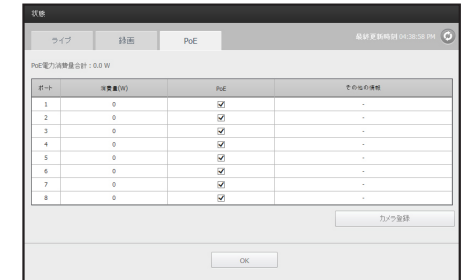 状態
ライブ 録画 PoE 最終更新時刻 04:38:58 PM
PoE電力消費量合計 : 0.0 W
ポート 消費量(W) PoE その他の情報
1 0 -
2 0 -
3 0 -
4 0 -
5 0 -
6 0 -
7 0 -
8 0 -
カメラ登録
OK